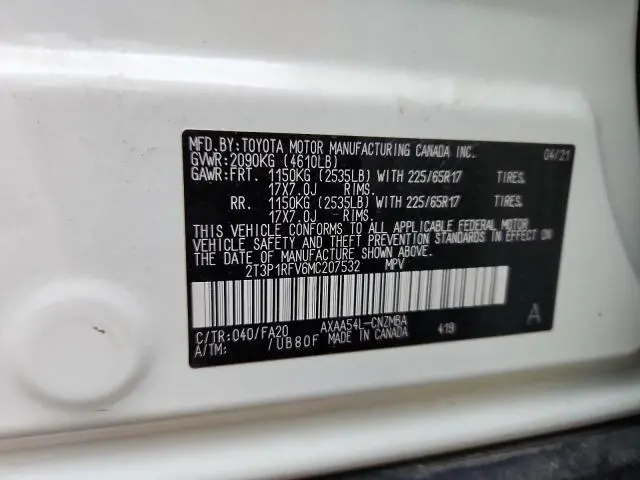 MFD.BY:TOYOTA MOTOR MANUFACTURING CANADA INC. 04/21
GVWR:2090KG (4610LB)
GAWR:FRT. 1150KG (2535LB) WITH 225/65R17 TIRES,
17X7.0J RIMS.
RR. 1150KG (2535LB) WITH 225/65R17 TIRES,
17X7.0J RIMS.
THIS VEHICLE CONFORMS TO ALL APPLICABLE FEDERAL MOTOR
VEHICLE SAFETY AND THEFT PREVENTION STANDARDS IN EFFECT ON
THE DATE OF MANUFACTURE SHOWN ABOVE.
2T3P1RFV6MC207532 MPV
C/TR:040/FA20 AXAA54L-CNZMBA A
A/TM: /UB80F MADE IN CANADA 419